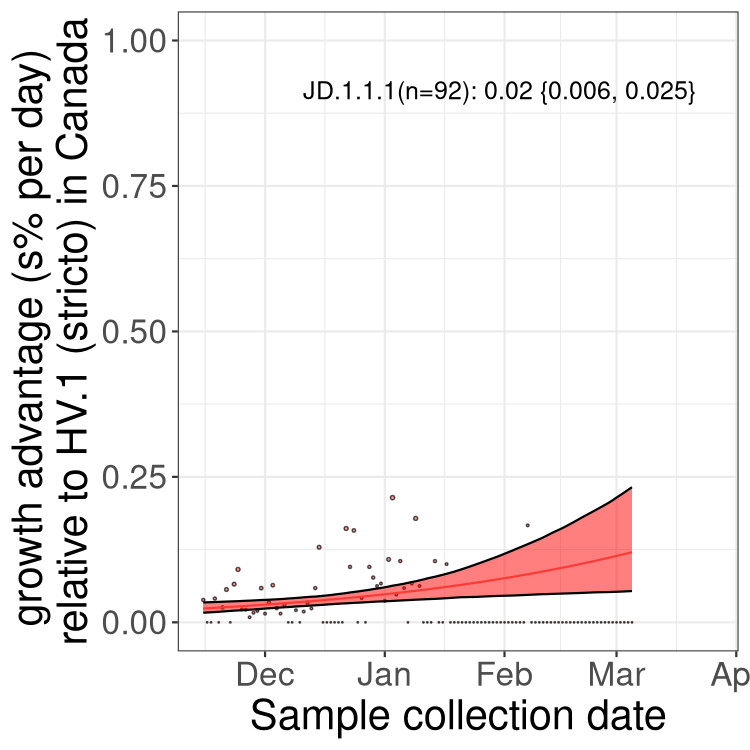 growth advantage (s% per day)
relative to HV.1 (stricto) in Canada
1.00
JD.1.1.1(n=92): 0.02 {0.006, 0.025}
0.75
0.50
0.25
0.00
Dec Jan Feb Mar Ap
Sample collection date